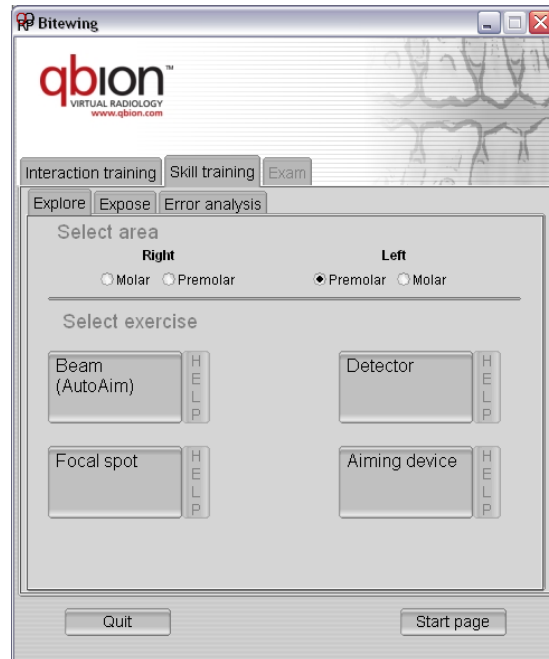 Bitewing
qbion™
VIRTUAL RADIOLOGY
www.qbion.com
Interaction training Skill training Exam
Explore Expose Error analysis
Select area
Right Left
Molar Premolar Premolar Molar
Select exercise
Beam
(AutoAim)
HELP
Detector
HELP
Focal spot
HELP
Aiming device
HELP
Quit Start page